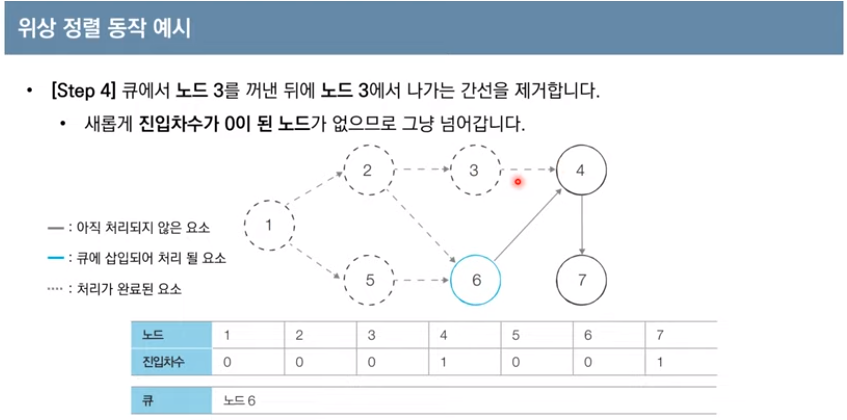 위상 정렬 동작 예시
• [Step 4] 큐에서 노드 3를 꺼낸 뒤에 노드 3에서 나가는 간선을 제거합니다.
• 새롭게 진입차수가 0이 된 노드가 없으므로 그냥 넘어갑니다.
2 3 4
1
5 6 7
: 아직 처리되지 않은 요소
: 큐에 삽입되어 처리 될 요소
: 처리가 완료된 요소
노드 1 2 3 4 5 6 7
진입차수 0 0 0 1 0 0 1
큐 노드 6